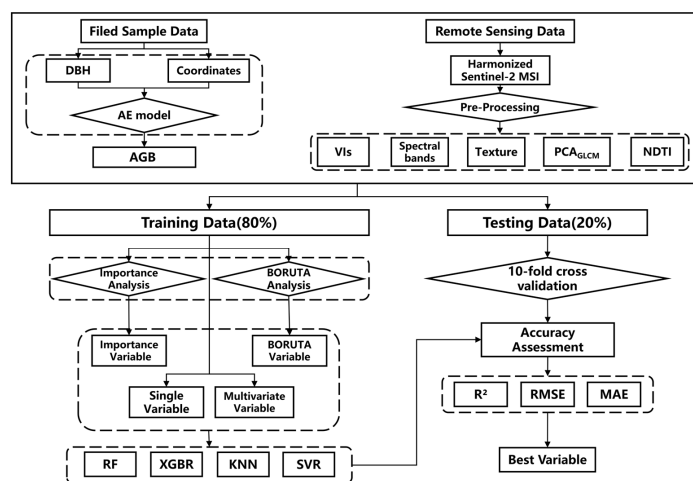 Filed Sample Data
Remote Sensing Data
DBH
Coordinates
Harmonized
Sentinel-2 MSI
AE model
Pre-Processing
AGB
VIs
Spectral
bands
Texture
PCA_GLCM
NDTI
Training Data(80%)
Testing Data(20%)
Importance
Analysis
BORUTA
Analysis
10-fold cross
validation
Importance
Variable
BORUTA
Variable
Accuracy
Assessment
Single
Variable
Multivariate
Variable
R²
RMSE
MAE
RF
XGBR
KNN
SVR
Best Variable